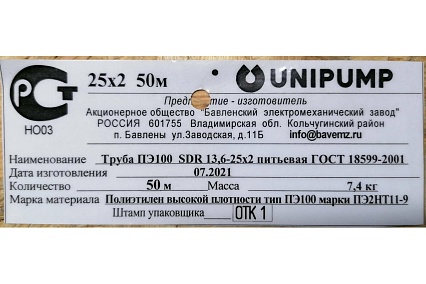 РСТ 25х2 50м UNIPUMP
НО03
Предприятие - изготовитель
Акционерное общество "Бавленский электромеханический завод"
РОССИЯ 601755 Владимирская обл. Кольчугинский район
п. Бавлены ул.Заводская, д.11Б info@bavemz.ru
Наименование Труба ПЭ100 SDR 13,6-25х2 питьевая ГОСТ 18599-2001
Дата изготовления 07.2021
Количество 50 м Масса 7,4 кг
Марка материала Полиэтилен высокой плотности тип ПЭ100 марки ПЭ2НТ11-9
Штамп упаковщика ОТК 1